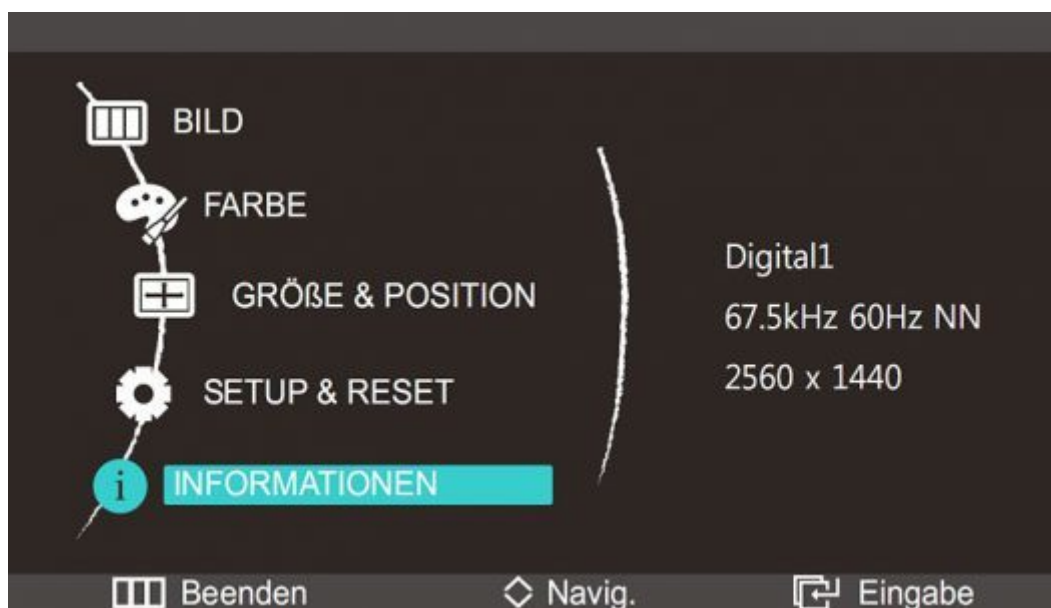 BILD
FARBE
GRÖßE & POSITION
SETUP & RESET
INFORMATIONEN
Digital1
67.5kHz 60Hz NN
2560 x 1440
Beenden
Navig.
Eingabe